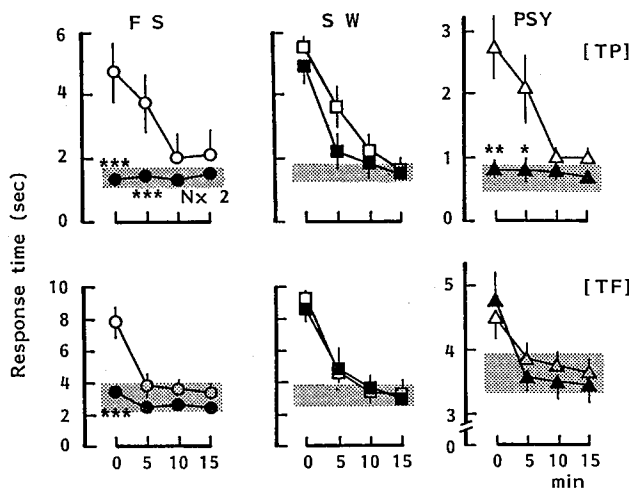 F S S W PSY
[TP]
6 3
4 2
2 1
0 0
*** *** Nx 2
** *
Response time (sec)
[TF]
10 5
8
6 4
4
2 3
0 0
***
0 5 10 15 0 5 10 15 0 5 10 15
min